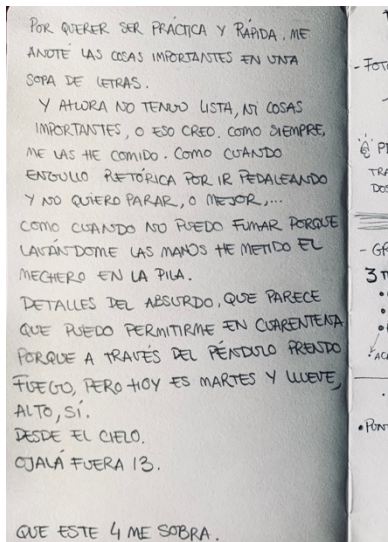 POR QUERER SER PRÁCTICA Y RÁPIDA. ME
ANOTÉ LAS COSAS IMPORTANTES EN UNA
SOPA DE LETRAS.
Y AHORA NO TENGO LISTA, NI COSAS
IMPORTANTES, O ESO CREO. COMO SIEMPRE,
ME LAS HE COMIDO. COMO CUANDO
ENGULLO RETÓRICA POR IR PEDALEANDO
Y NO QUIERO PARAR, O MEJOR,...
COMO CUANDO NO PUEDO FUMAR PORQUE
LAVÁNDOME LAS MANOS HE METIDO EL
MECHERO EN LA PILA.
DETALLES DEL ABSURDO, QUE PARECE
QUE PUEDO PERMITIRME EN CUARENTENA
PORQUE A TRAVÉS DEL PÉNDULO PRENDO
FUEGO, PERO HOY ES MARTES Y LLUEVE,
ALTO, SÍ.
DESDE EL CIELO.
OJALÁ FUERA 13.
QUE ESTE 4 ME SOBRA.